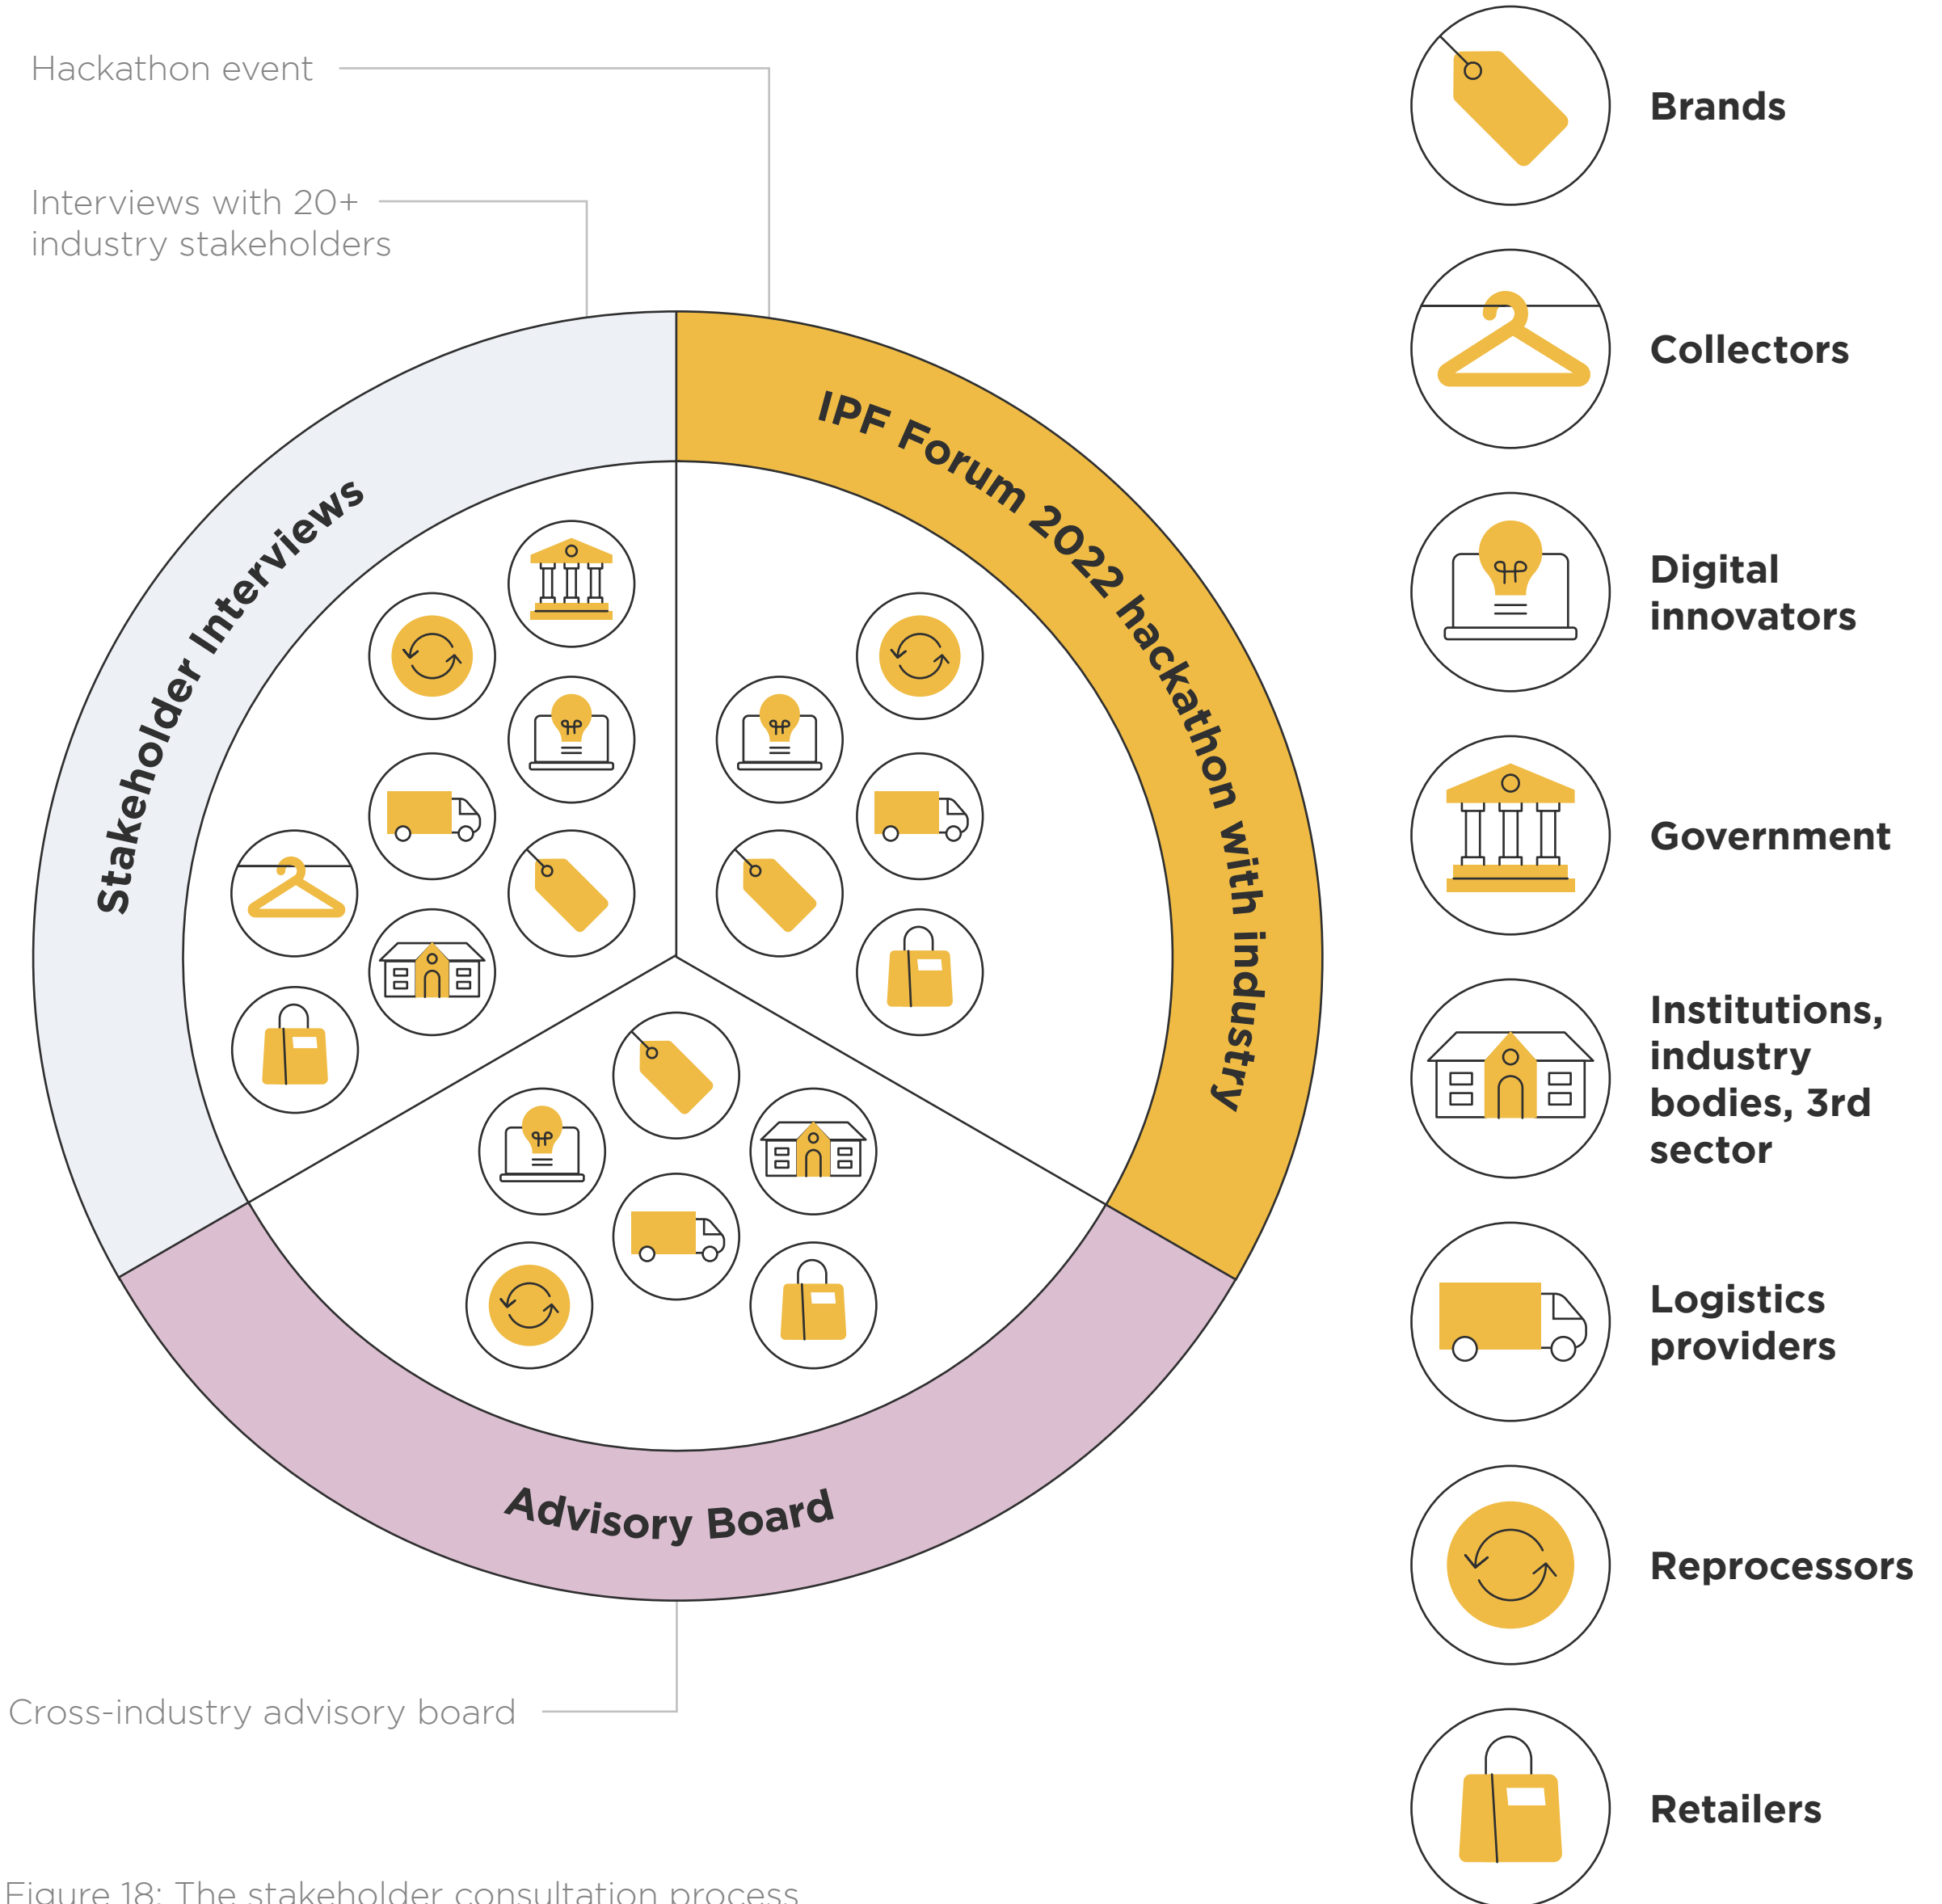 Hackathon event
Interviews with 20+
industry stakeholders
Stakeholder Interviews
IPF Forum 2022 hackathon with industry
Advisory Board
Cross-industry advisory board
Brands
Collectors
Digital
innovators
Government
Institutions,
industry
bodies, 3rd
sector
Logistics
providers
Reprocessors
Retailers
Figure 18: The stakeholder consultation process